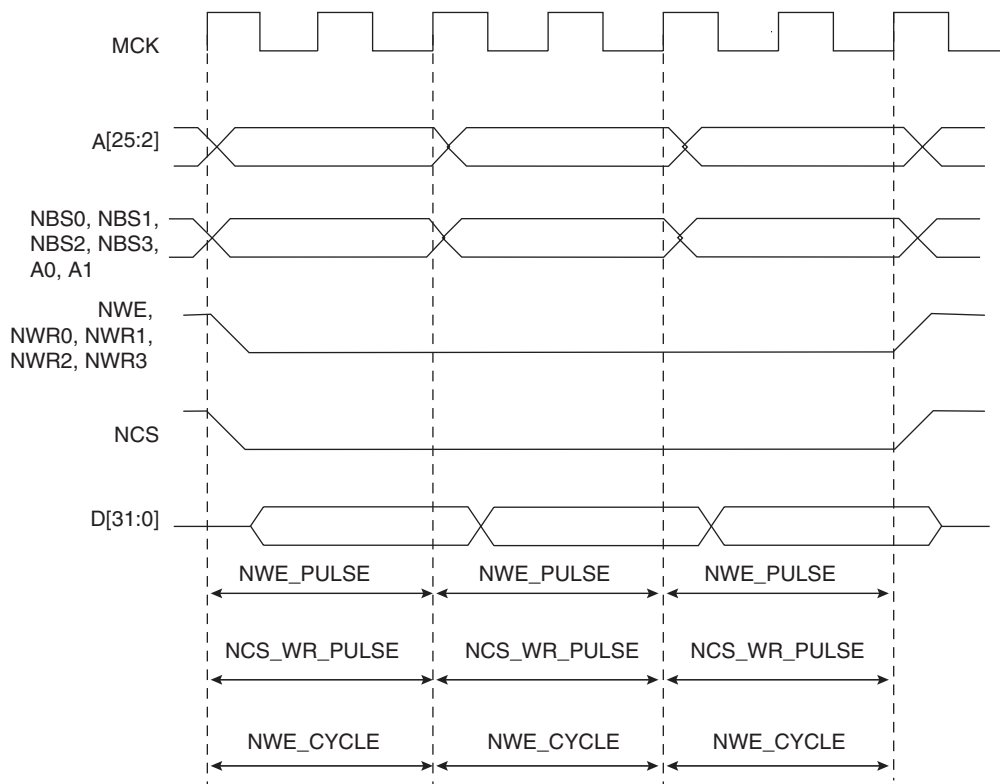 MCK
A[25:2]
NBS0, NBS1,
NBS2, NBS3,
A0, A1
NWE,
NWR0, NWR1,
NWR2, NWR3
NCS
D[31:0]
NWE_PULSE NWE_PULSE NWE_PULSE
NCS_WR_PULSE NCS_WR_PULSE NCS_WR_PULSE
NWE_CYCLE NWE_CYCLE NWE_CYCLE